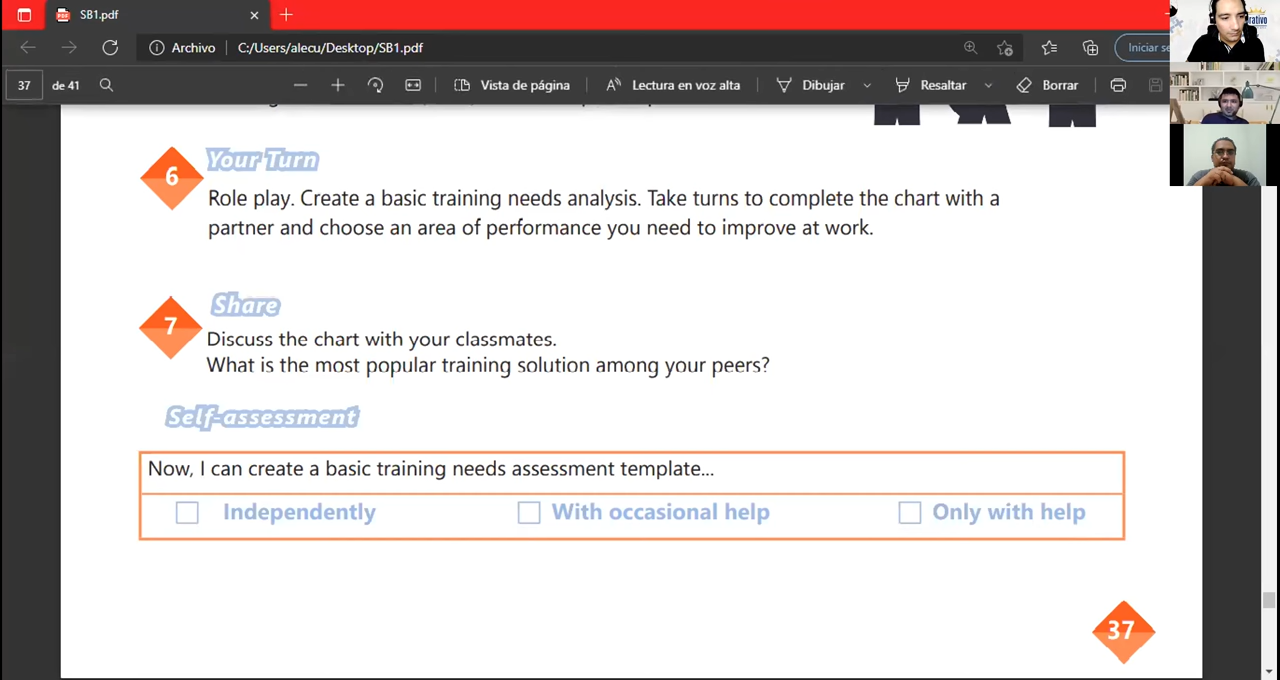 SB1.pdf
Archivo
C:/Users/alecu/Desktop/SB1.pdf
Iniciar se
37
de 41
Vista de página
Lectura en voz alta
Dibujar
Resaltar
Borrar
6
Your Turn
Role play. Create a basic training needs analysis. Take turns to complete the chart with a
partner and choose an area of performance you need to improve at work.
7
Share
Discuss the chart with your classmates.
What is the most popular training solution among your peers?
Self-assessment
Now, I can create a basic training needs assessment template...
Independently
With occasional help
Only with help
37